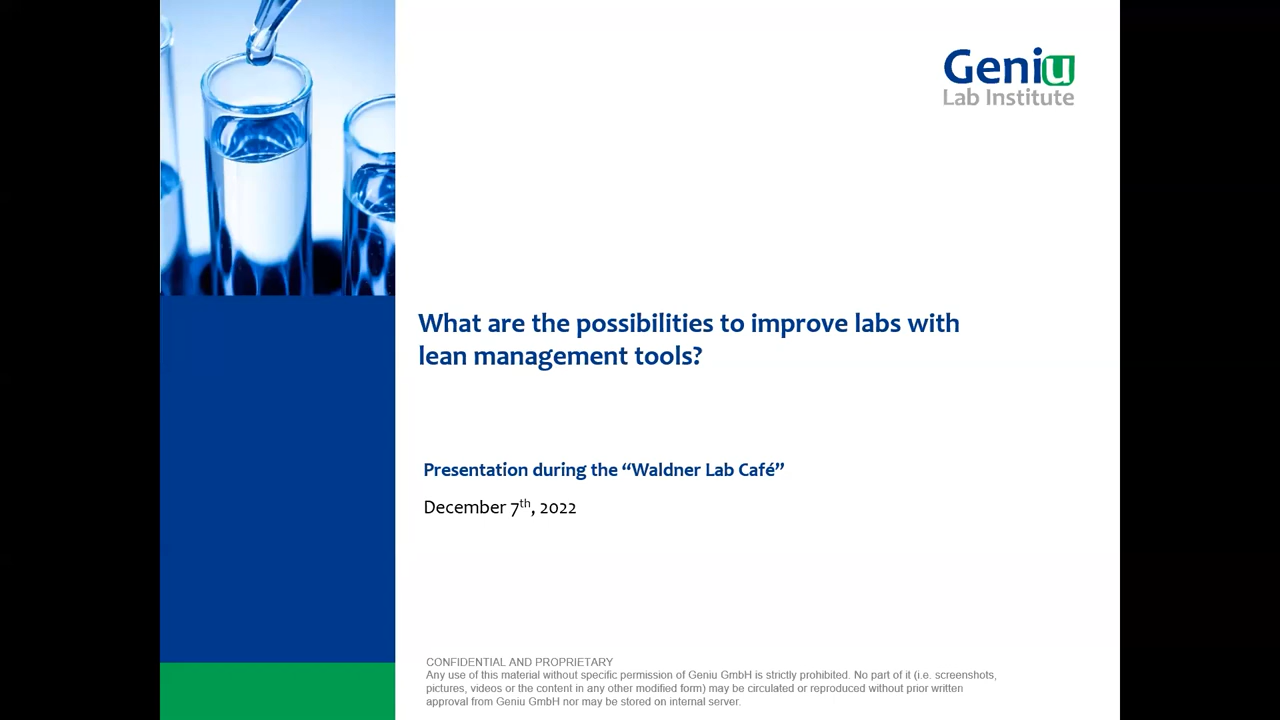 Geniu
Lab Institute
What are the possibilities to improve labs with
lean management tools?
Presentation during the “Waldner Lab Café”
December 7th, 2022
CONFIDENTIAL AND PROPRIETARY
Any use of this material without specific permission of Geniu GmbH is strictly prohibited. No part of it (i.e. screenshots,
pictures, videos or the content in any other modified form) may be circulated or reproduced without prior written
approval from Geniu GmbH nor may be stored on internal server.